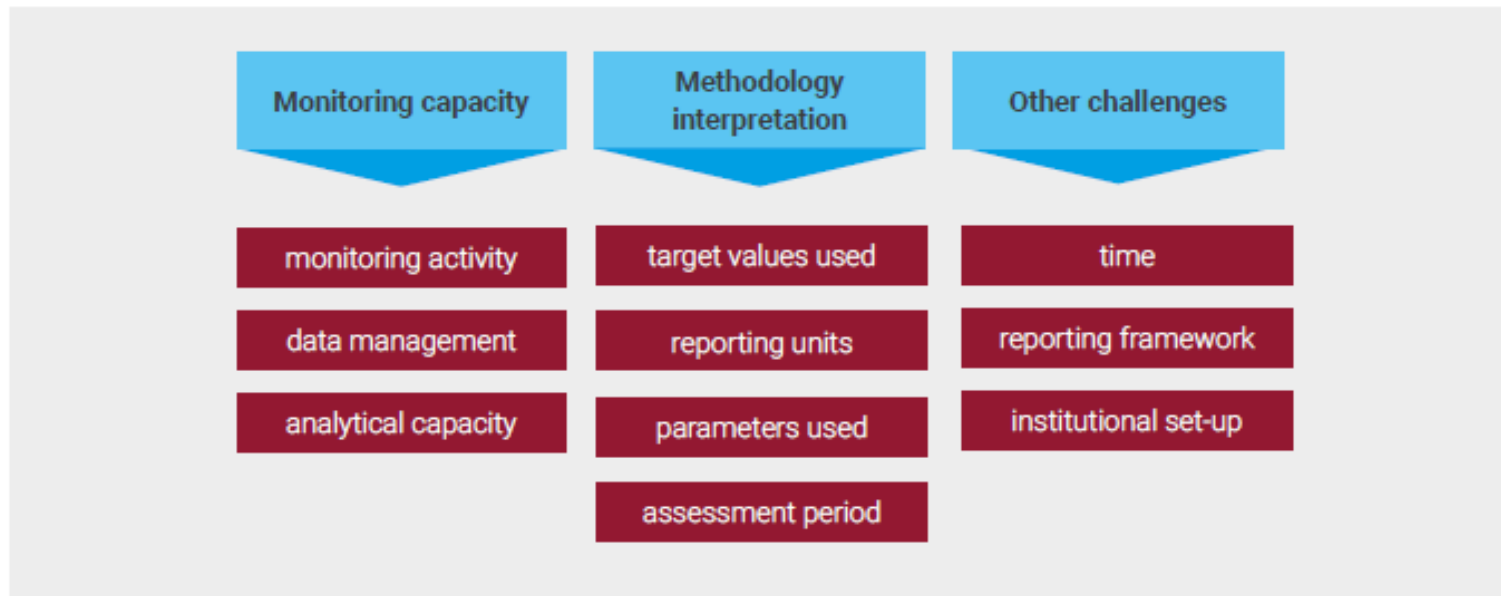 Monitoring capacity
monitoring activity
data management
analytical capacity
Methodology
interpretation
target values used
reporting units
parameters used
assessment period
Other challenges
time
reporting framework
institutional set-up